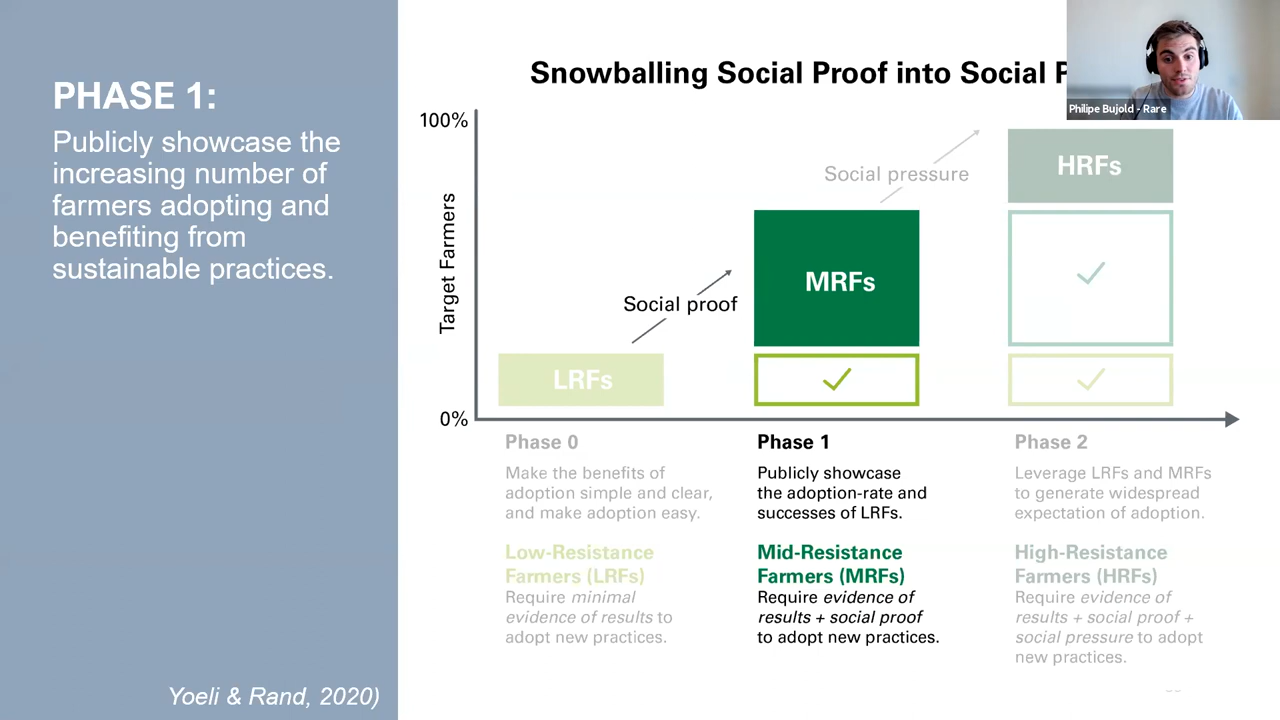 PHASE 1:
Publicly showcase the
increasing number of
farmers adopting and
benefiting from
sustainable practices.
Yoeli & Rand, 2020)
Snowballing Social Proof into Social P
Philipe Bujold - Rare
100%
Target Farmers
0%
Social proof
Social pressure
LRFs
MRFs
HRFs
Phase 0
Make the benefits of
adoption simple and clear,
and make adoption easy.
Low-Resistance
Farmers (LRFs)
Require minimal
evidence of results to
adopt new practices.
Phase 1
Publicly showcase
the adoption-rate and
successes of LRFs.
Mid-Resistance
Farmers (MRFs)
Require evidence of
results + social proof
to adopt new practices.
Phase 2
Leverage LRFs and MRFs
to generate widespread
expectation of adoption.
High-Resistance
Farmers (HRFs)
Require evidence of
results + social proof +
social pressure to adopt
new practices.